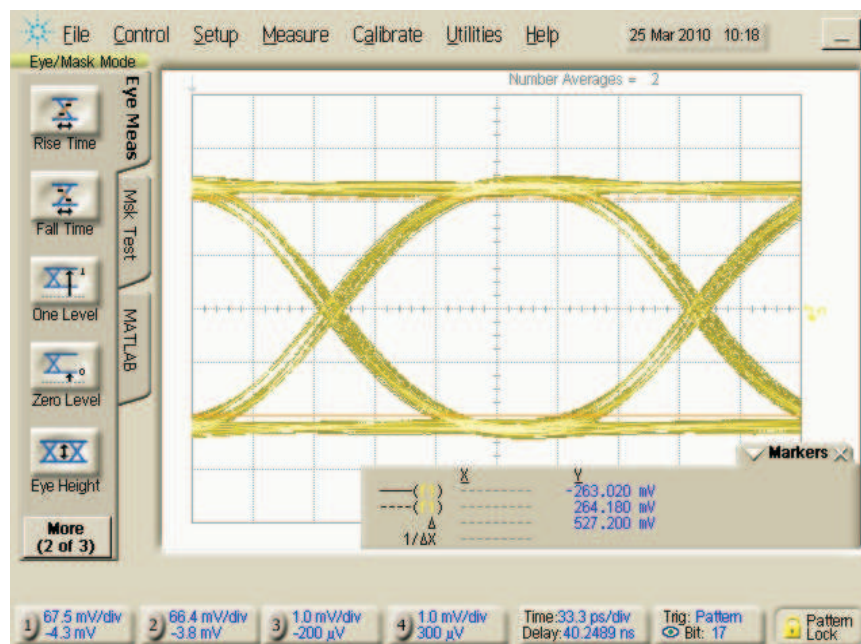 File Control Setup Measure Calibrate Utilities Help 25 Mar 2010 10:18
Eye/Mask Mode
Number Averages = 2
Eye Meas
Rise Time
Msk Test
Fall Time
One Level
MATLAB
Zero Level
Eye Height
More
(2 of 3)
Markers
X Y
-263.020 mV
264.180 mV
Δ 527.200 mV
1/ΔX
1 67.5 mV/div
-4.3 mV
2 66.4 mV/div
-3.8 mV
3 1.0 mV/div
-200 μV
4 1.0 mV/div
300 μV
Time:33.3 ps/div
Delay:40.2489 ns
Trig: Pattern
Bit: 17
Pattern
Lock